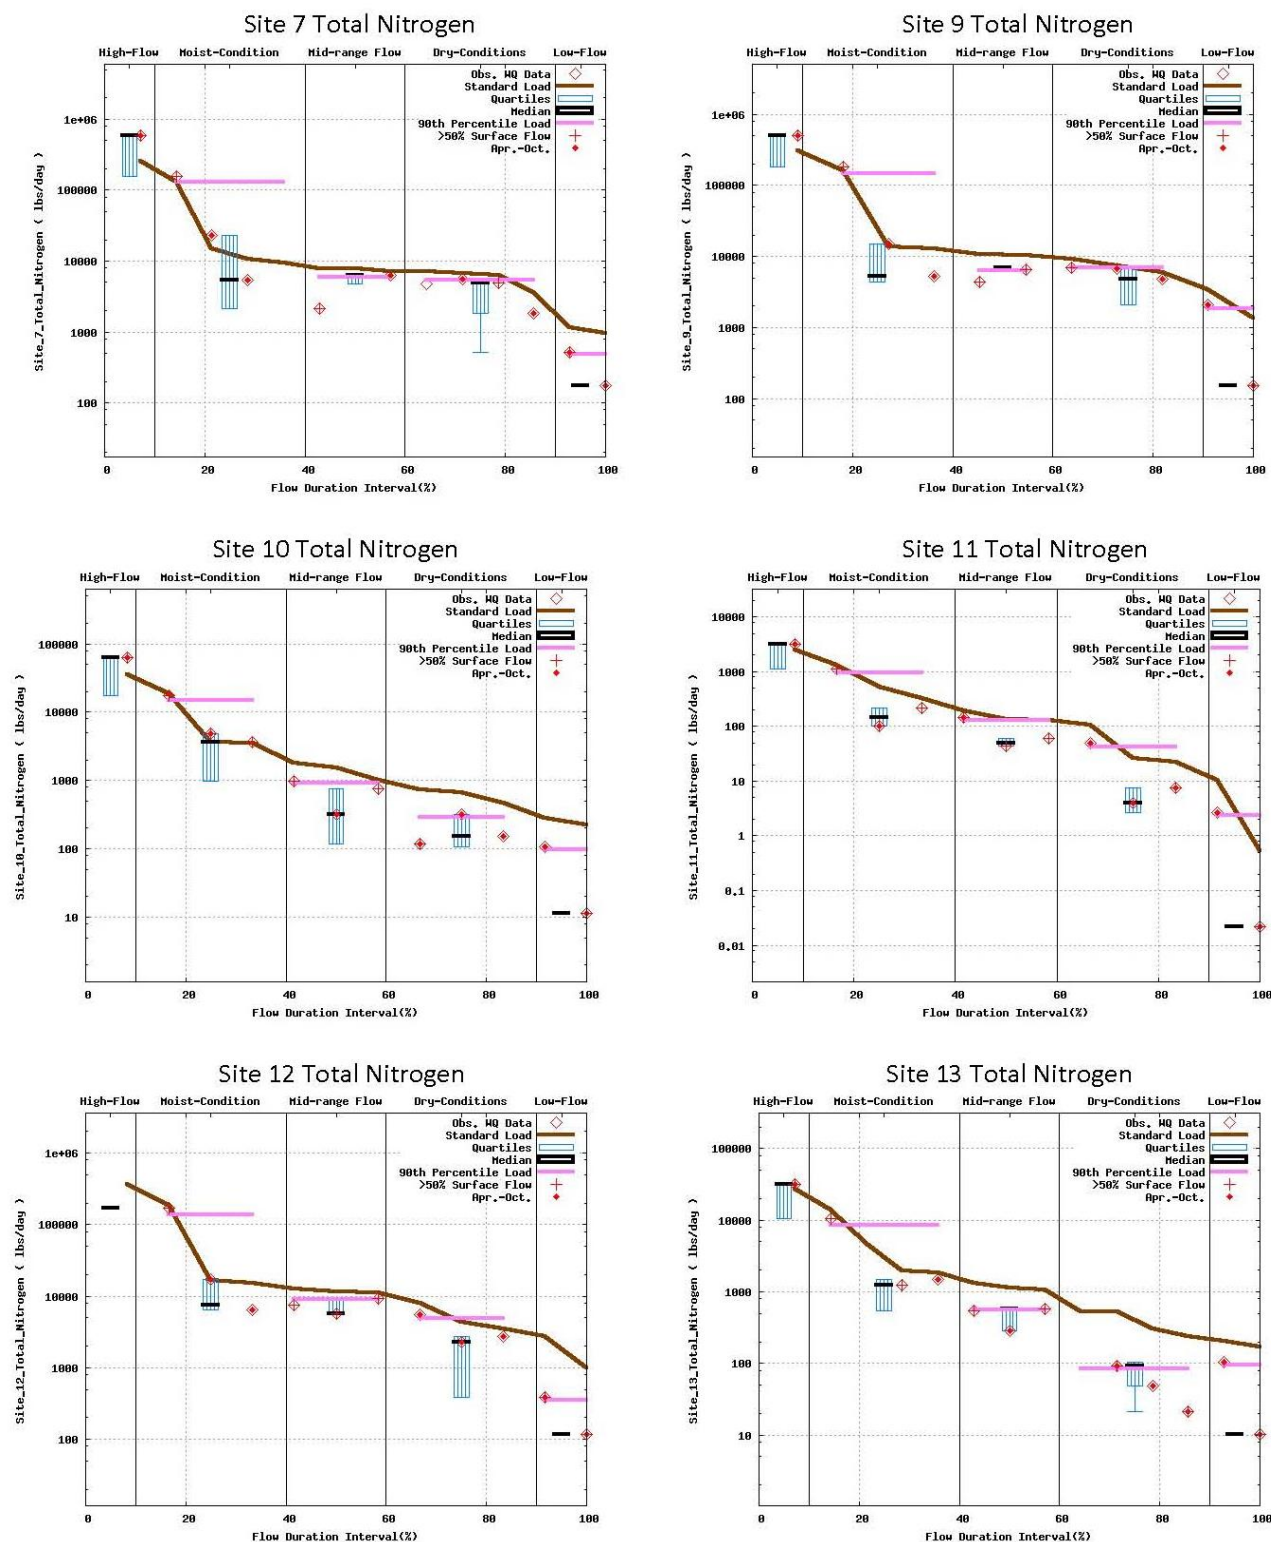 Site 7 Total Nitrogen
High-Flow Moist-Condition Mid-range Flow Dry-Conditions Low-Flow
Obs. WQ Data
Standard Load
Quartiles
Median
90th Percentile Load
>50% Surface Flow
Apr.-Oct.
1e+06
100000
10000
1000
100
Site_7_Total_Nitrogen ( lbs/day )
0 20 40 60 80 100
Flow Duration Interval(%)
Site 9 Total Nitrogen
High-Flow Moist-Condition Mid-range Flow Dry-Conditions Low-Flow
Obs. WQ Data
Standard Load
Quartiles
Median
90th Percentile Load
>50% Surface Flow
Apr.-Oct.
1e+06
100000
10000
1000
100
Site_9_Total_Nitrogen ( lbs/day )
0 20 40 60 80 100
Flow Duration Interval(%)
Site 10 Total Nitrogen
High-Flow Moist-Condition Mid-range Flow Dry-Conditions Low-Flow
Obs. WQ Data
Standard Load
Quartiles
Median
90th Percentile Load
>50% Surface Flow
Apr.-Oct.
100000
10000
1000
100
10
Site_10_Total_Nitrogen ( lbs/day )
0 20 40 60 80 100
Flow Duration Interval(%)
Site 11 Total Nitrogen
High-Flow Moist-Condition Mid-range Flow Dry-Conditions Low-Flow
Obs. WQ Data
Standard Load
Quartiles
Median
90th Percentile Load
>50% Surface Flow
Apr.-Oct.
10000
1000
100
10
1
0.1
0.01
Site_11_Total_Nitrogen ( lbs/day )
0 20 40 60 80 100
Flow Duration Interval(%)
Site 12 Total Nitrogen
High-Flow Moist-Condition Mid-range Flow Dry-Conditions Low-Flow
Obs. WQ Data
Standard Load
Quartiles
Median
90th Percentile Load
>50% Surface Flow
Apr.-Oct.
1e+06
100000
10000
1000
100
Site_12_Total_Nitrogen ( lbs/day )
0 20 40 60 80 100
Flow Duration Interval(%)
Site 13 Total Nitrogen
High-Flow Moist-Condition Mid-range Flow Dry-Conditions Low-Flow
Obs. WQ Data
Standard Load
Quartiles
Median
90th Percentile Load
>50% Surface Flow
Apr.-Oct.
100000
10000
1000
100
10
Site_13_Total_Nitrogen ( lbs/day )
0 20 40 60 80 100
Flow Duration Interval(%)